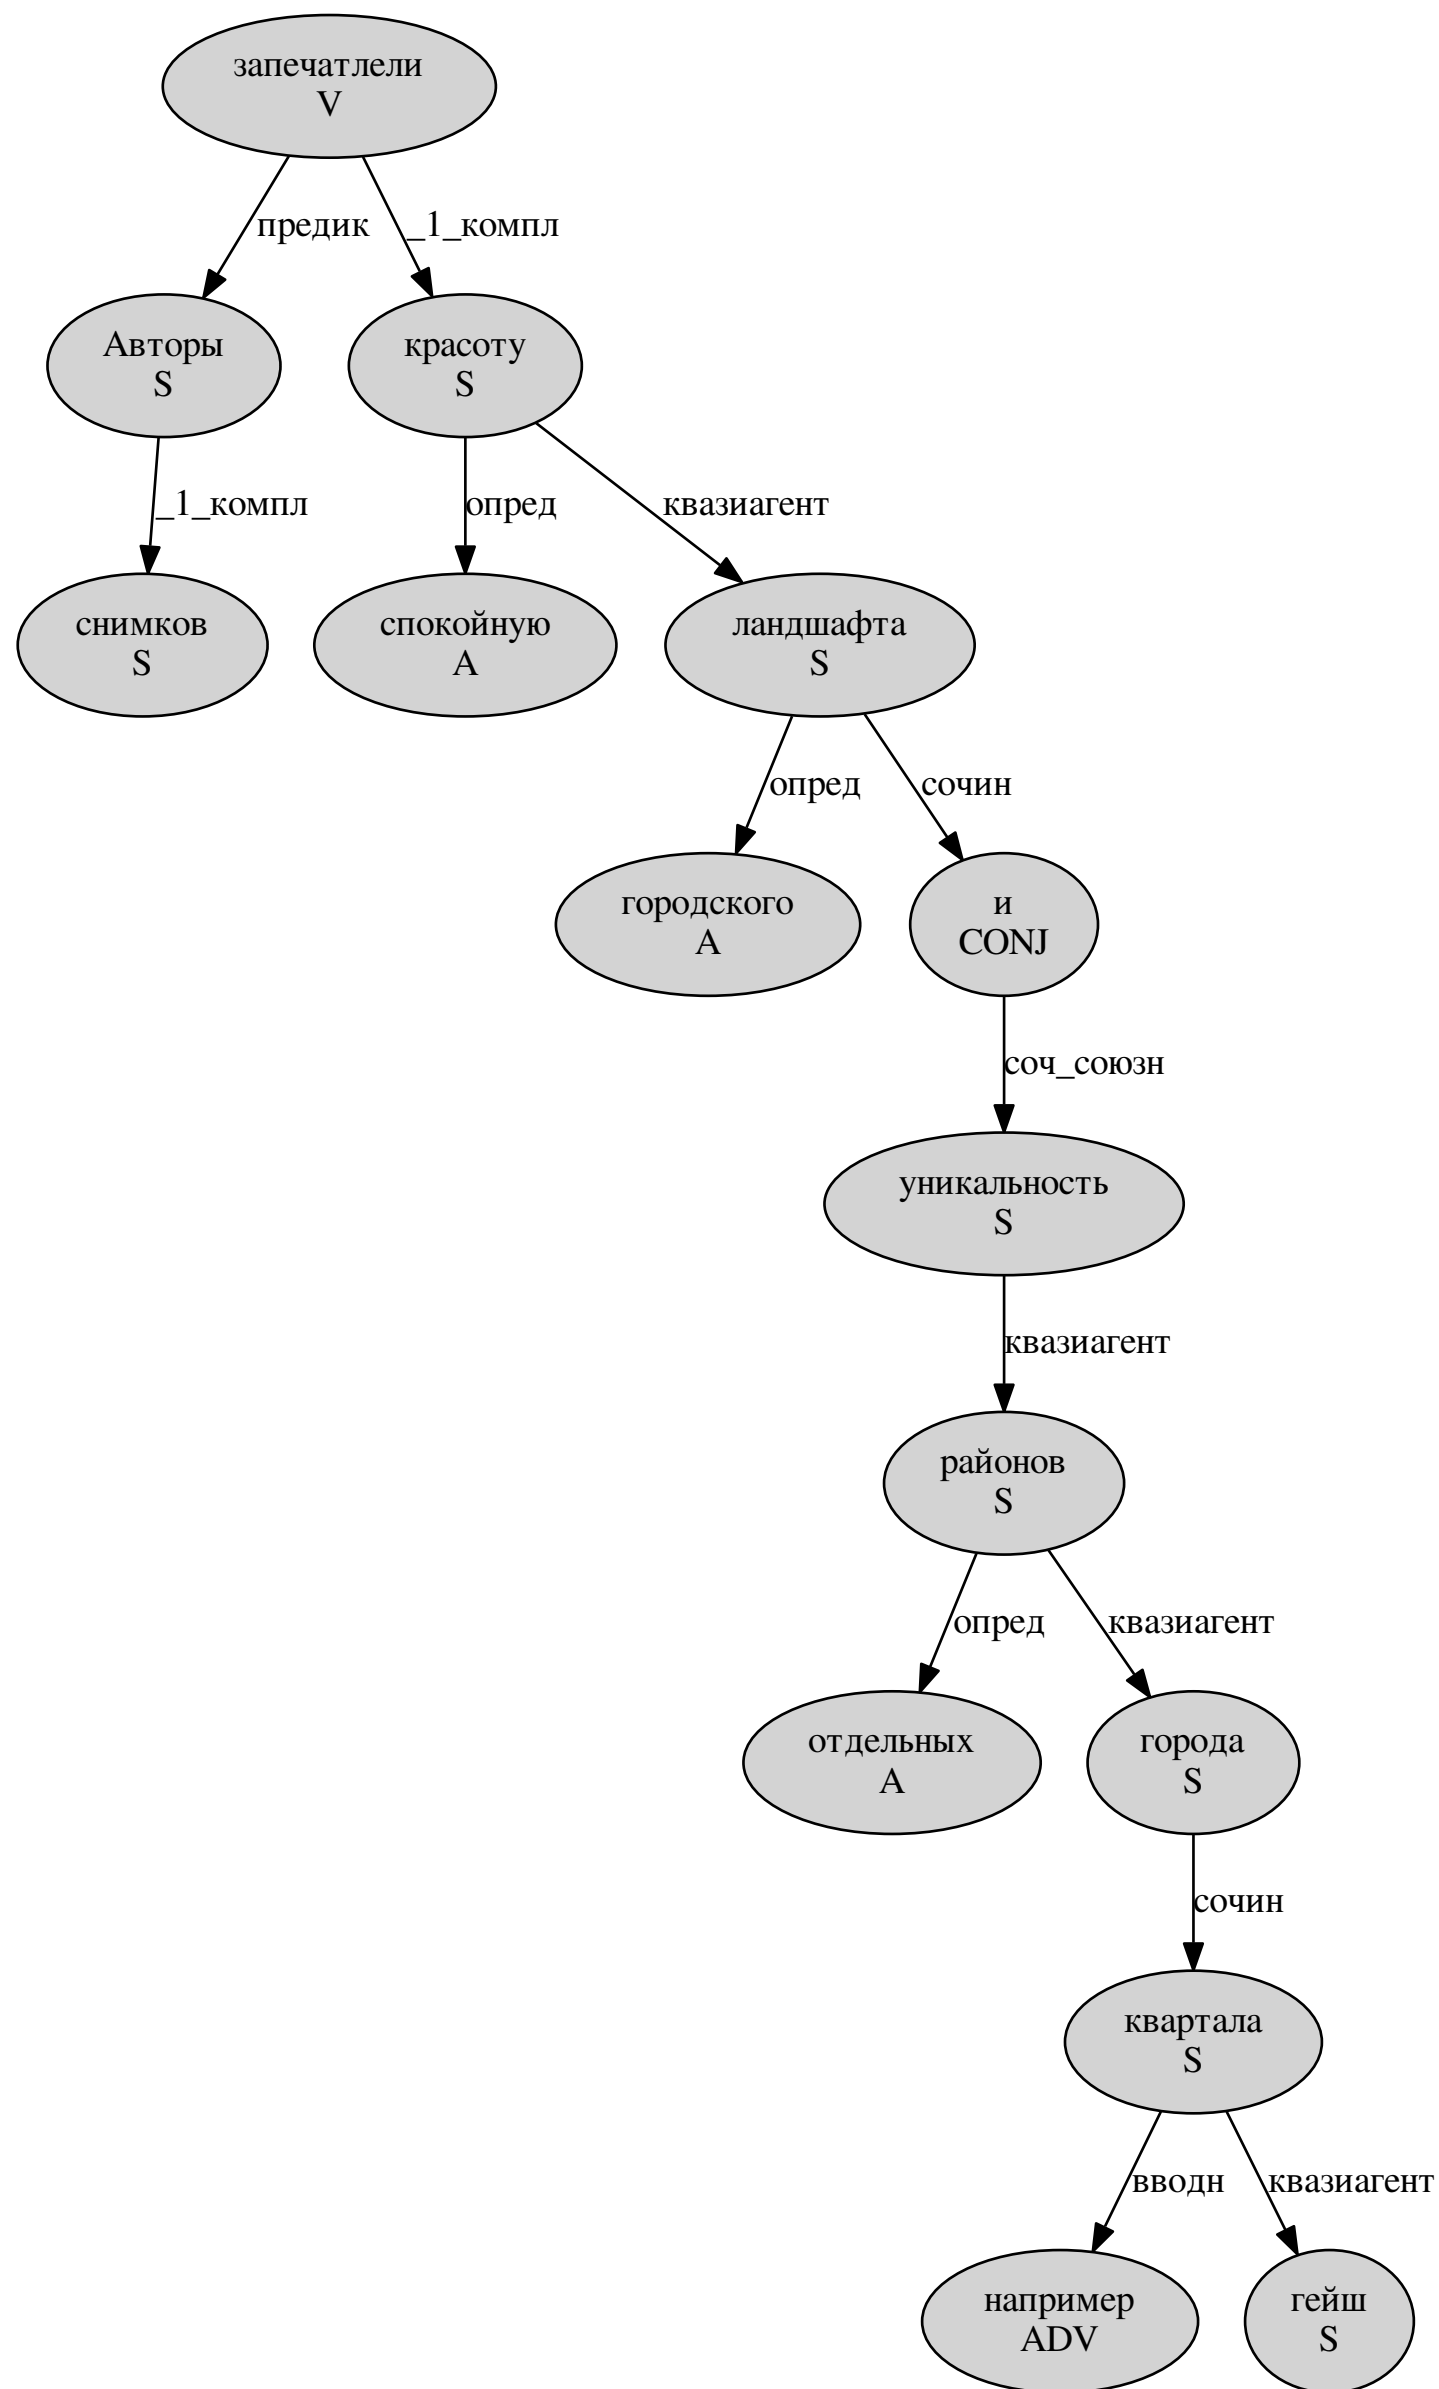 запечатлели
V
предик
_1_компл
Авторы
S
красоту
S
_1_компл
опред
квазиагент
снимков
S
спокойную
A
ландшафта
S
опред
сочин
городского
A
и
CONJ
соч_союзн
уникальность
S
квазиагент
районов
S
опред
квазиагент
отдельных
A
города
S
сочин
квартала
S
вводн
квазиагент
например
ADV
гейш
S